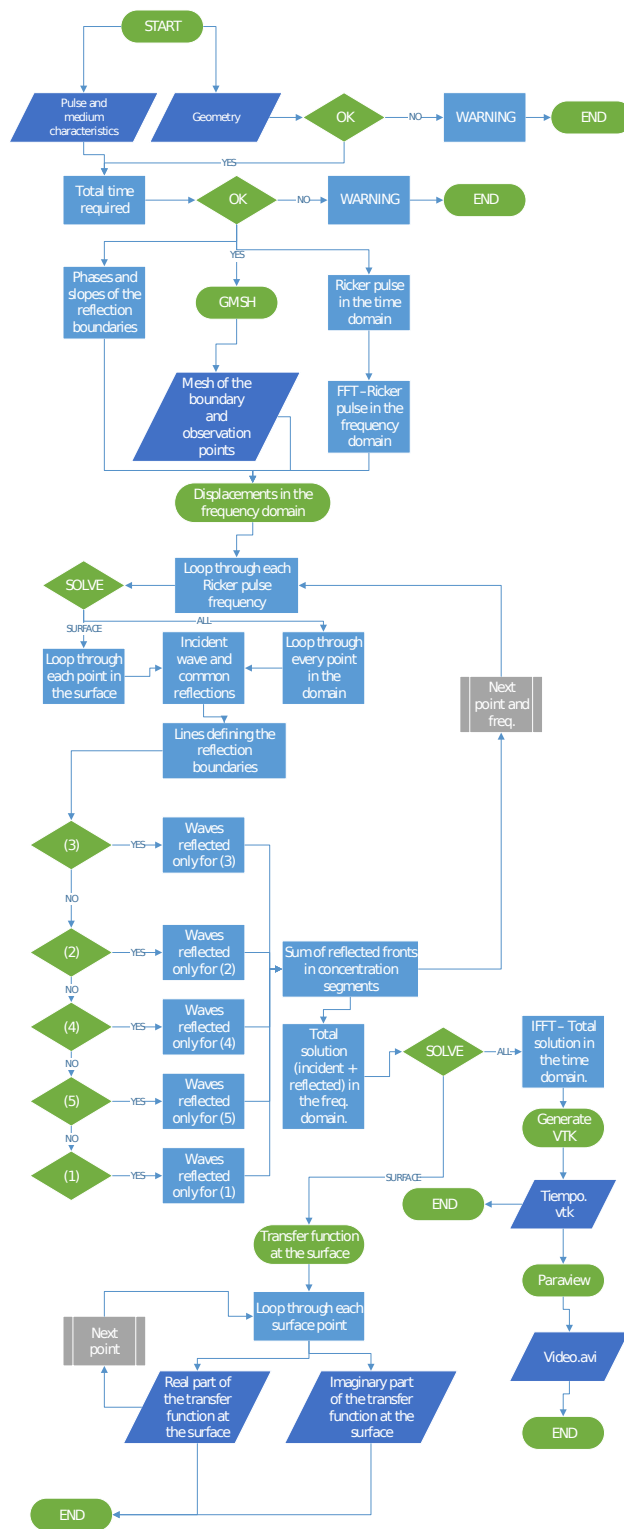 START
Pulse and
medium
characteristics
Geometry
OK
NO
WARNING
END
YES
Total time
required
OK
NO
WARNING
END
YES
Phases and
slopes of the
reflection
boundaries
GMSH
Ricker pulse
in the time
domain
Mesh of the
boundary
and
observation
points
FFT – Ricker
pulse in the
frequency
domain
Displacements in the
frequency domain
SOLVE
Loop through each
Ricker pulse
frequency
SURFACE
ALL
Loop through
each point in
the surface
Incident
wave and
common
reflections
Loop through
every point
in the
domain
Next
point and
freq.
Lines defining the
reflection
boundaries
(3)
YES
Waves
reflected
only for (3)
NO
(2)
YES
Waves
reflected
only for (2)
Sum of reflected fronts
in concentration
segments
NO
(4)
YES
Waves
reflected
only for (4)
Total
solution
(incident +
reflected) in
the freq.
domain.
SOLVE
ALL
IFFT – Total
solution in
the time
domain.
NO
(5)
YES
Waves
reflected
only for (5)
Generate
VTK
NO
(1)
YES
Waves
reflected
only for (1)
SURFACE
END
Tiempo.
vtk
Transfer function
at the surface
Paraview
Loop through each
surface point
Next
point
Video.avi
Real part of
the transfer
function at
the surface
Imaginary part
of the transfer
function at the
surface
END
END